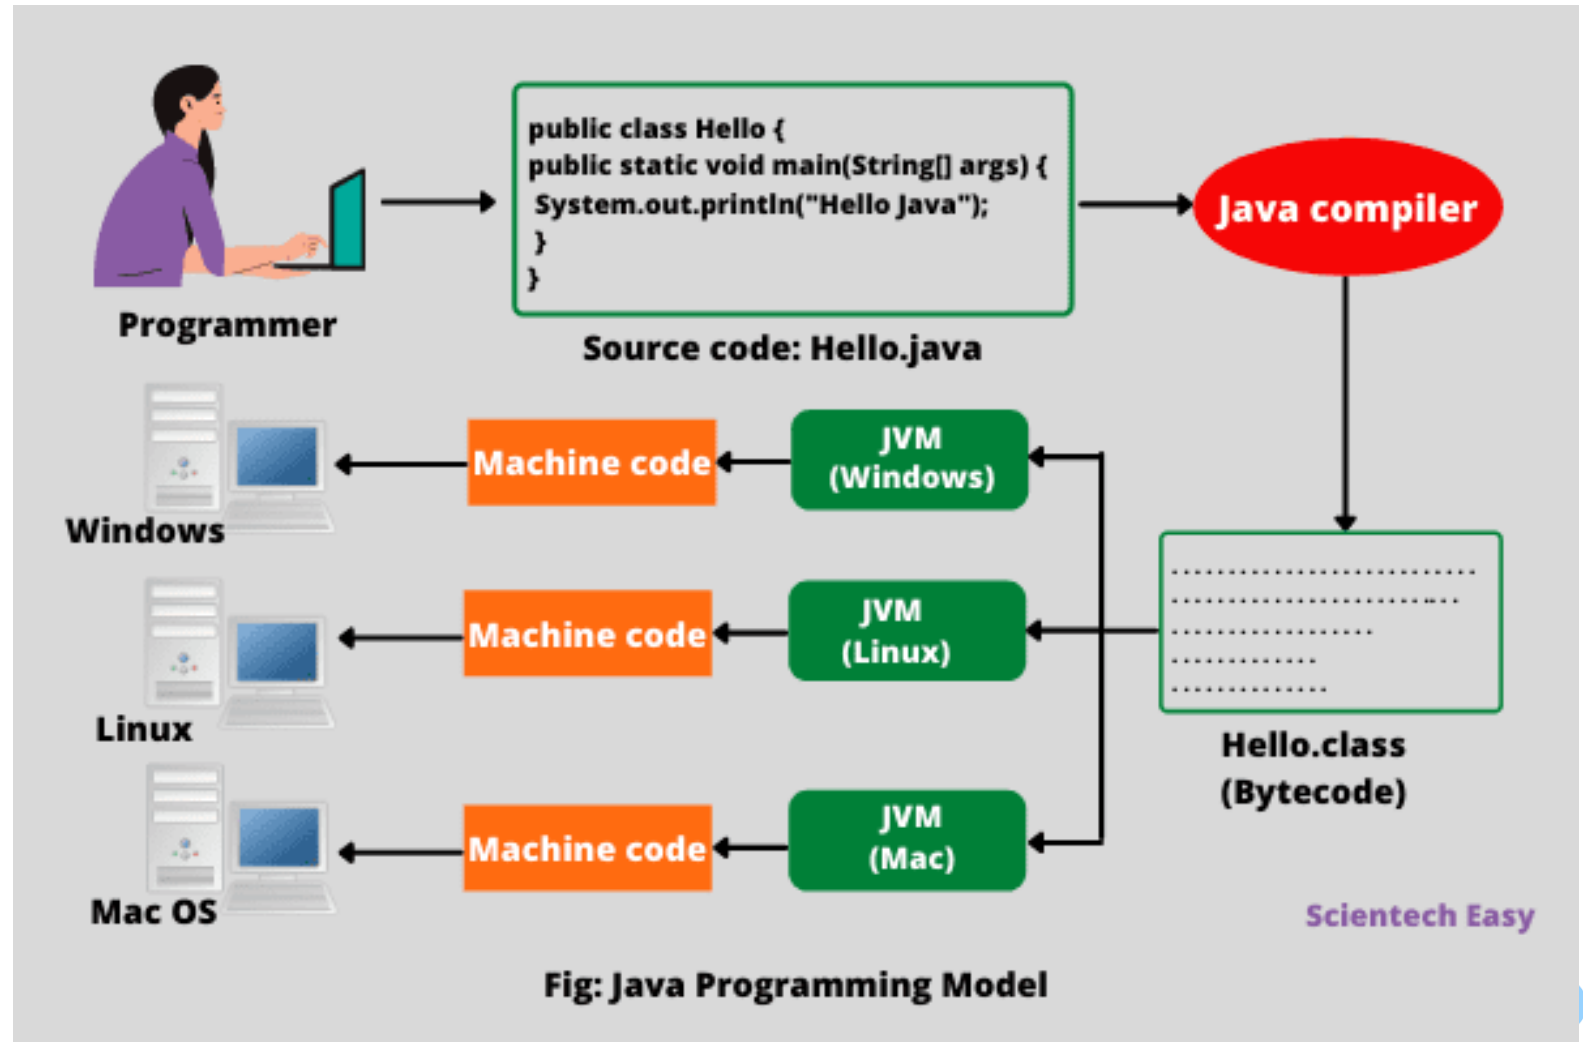 public class Hello {
public static void main(String[] args) {
System.out.println("Hello Java");
}
}
Java compiler
Programmer
Source code: Hello.java
Windows
Machine code
JVM
(Windows)
Linux
Machine code
JVM
(Linux)
Hello.class
(Bytecode)
Mac OS
Machine code
JVM
(Mac)
Scientech Easy
Fig: Java Programming Model